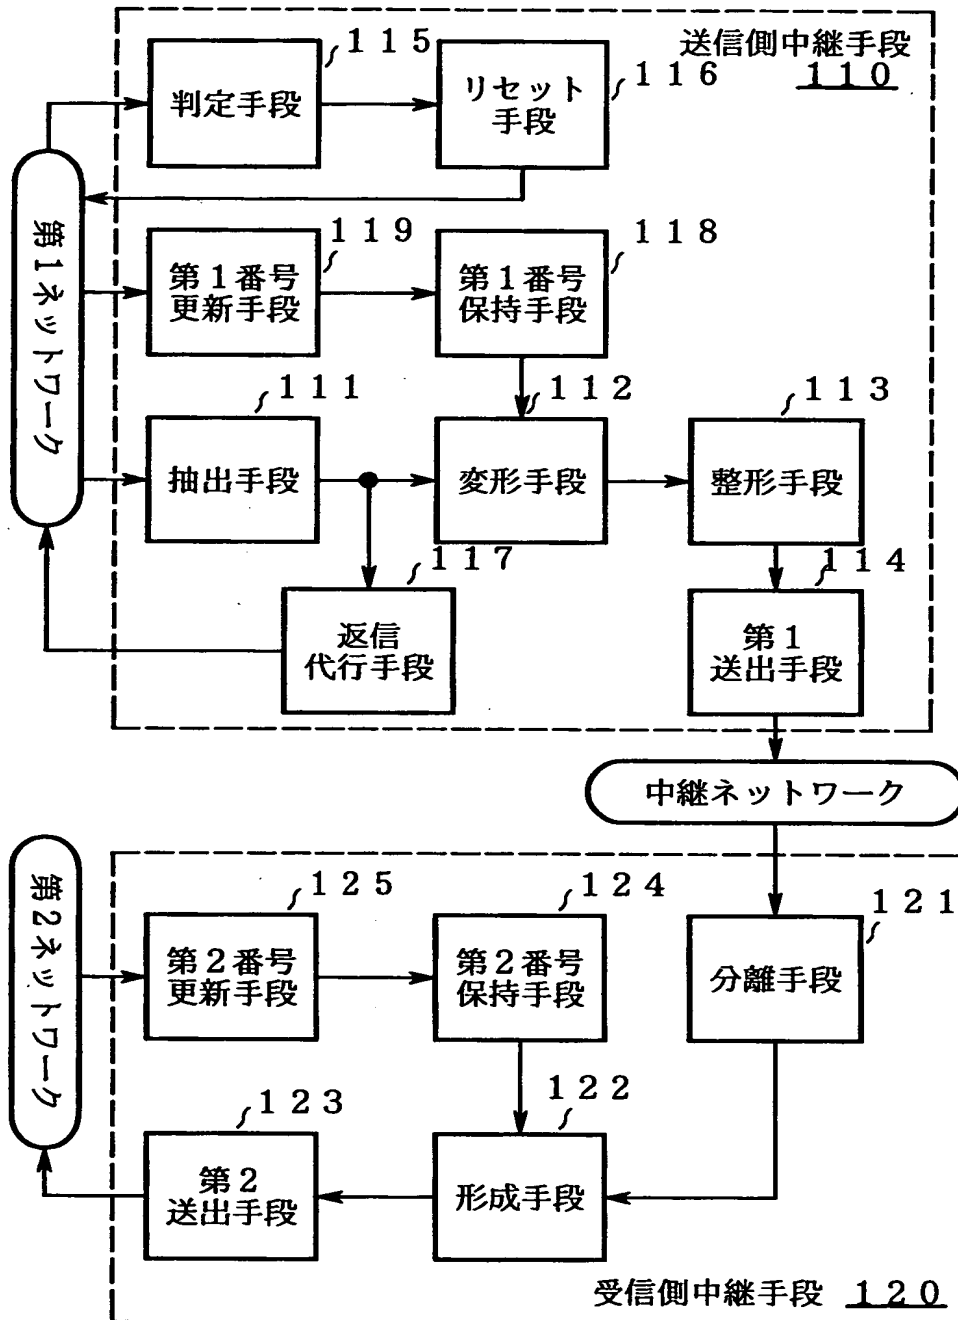 送信側中継手段
１１０
１１５
判定手段
１１６
リセット
手段
第１ネットワーク
１１９
第１番号
更新手段
１１８
第１番号
保持手段
１１１
抽出手段
１１２
変形手段
１１３
整形手段
１１７
返信
代行手段
１１４
第１
送出手段
中継ネットワーク
第２ネットワーク
１２５
第２番号
更新手段
１２４
第２番号
保持手段
１２１
分離手段
１２３
第２
送出手段
１２２
形成手段
受信側中継手段 １２０